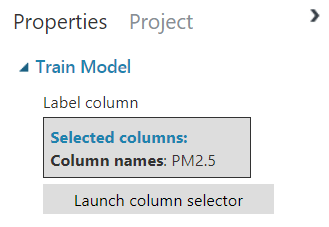 Properties Project
Train Model
Label column
Selected columns:
Column names: PM2.5
Launch column selector